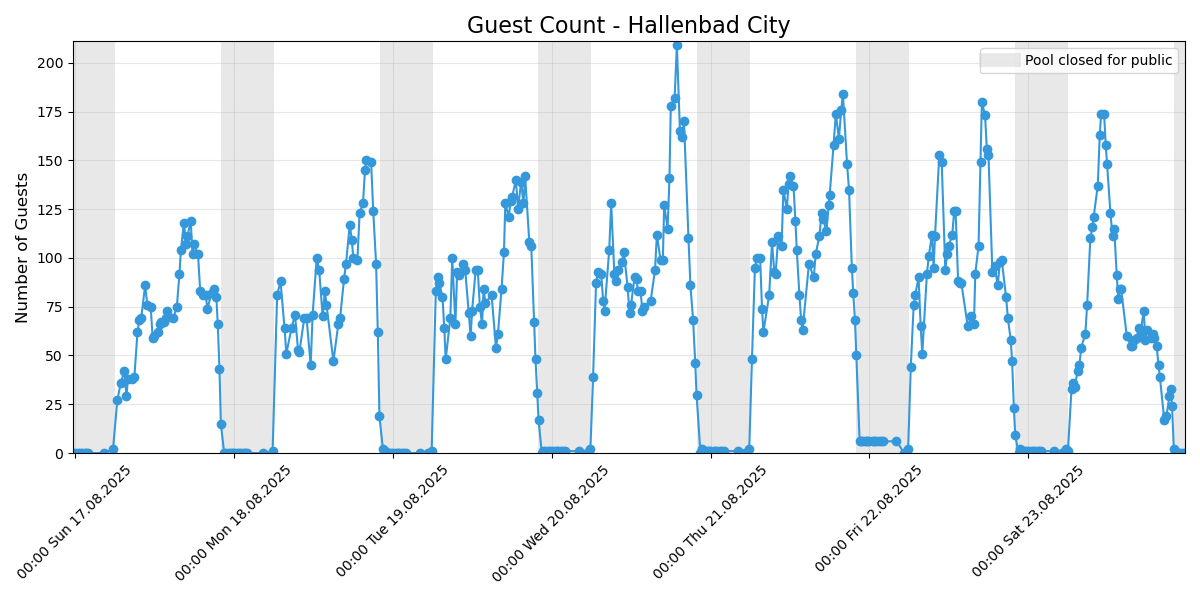 Guest Count - Hallenbad City
Pool closed for public
Number of Guests
200
175
150
125
100
75
50
25
0
00:00 Sun 17.08.2025
00:00 Mon 18.08.2025
00:00 Tue 19.08.2025
00:00 Wed 20.08.2025
00:00 Thu 21.08.2025
00:00 Fri 22.08.2025
00:00 Sat 23.08.2025